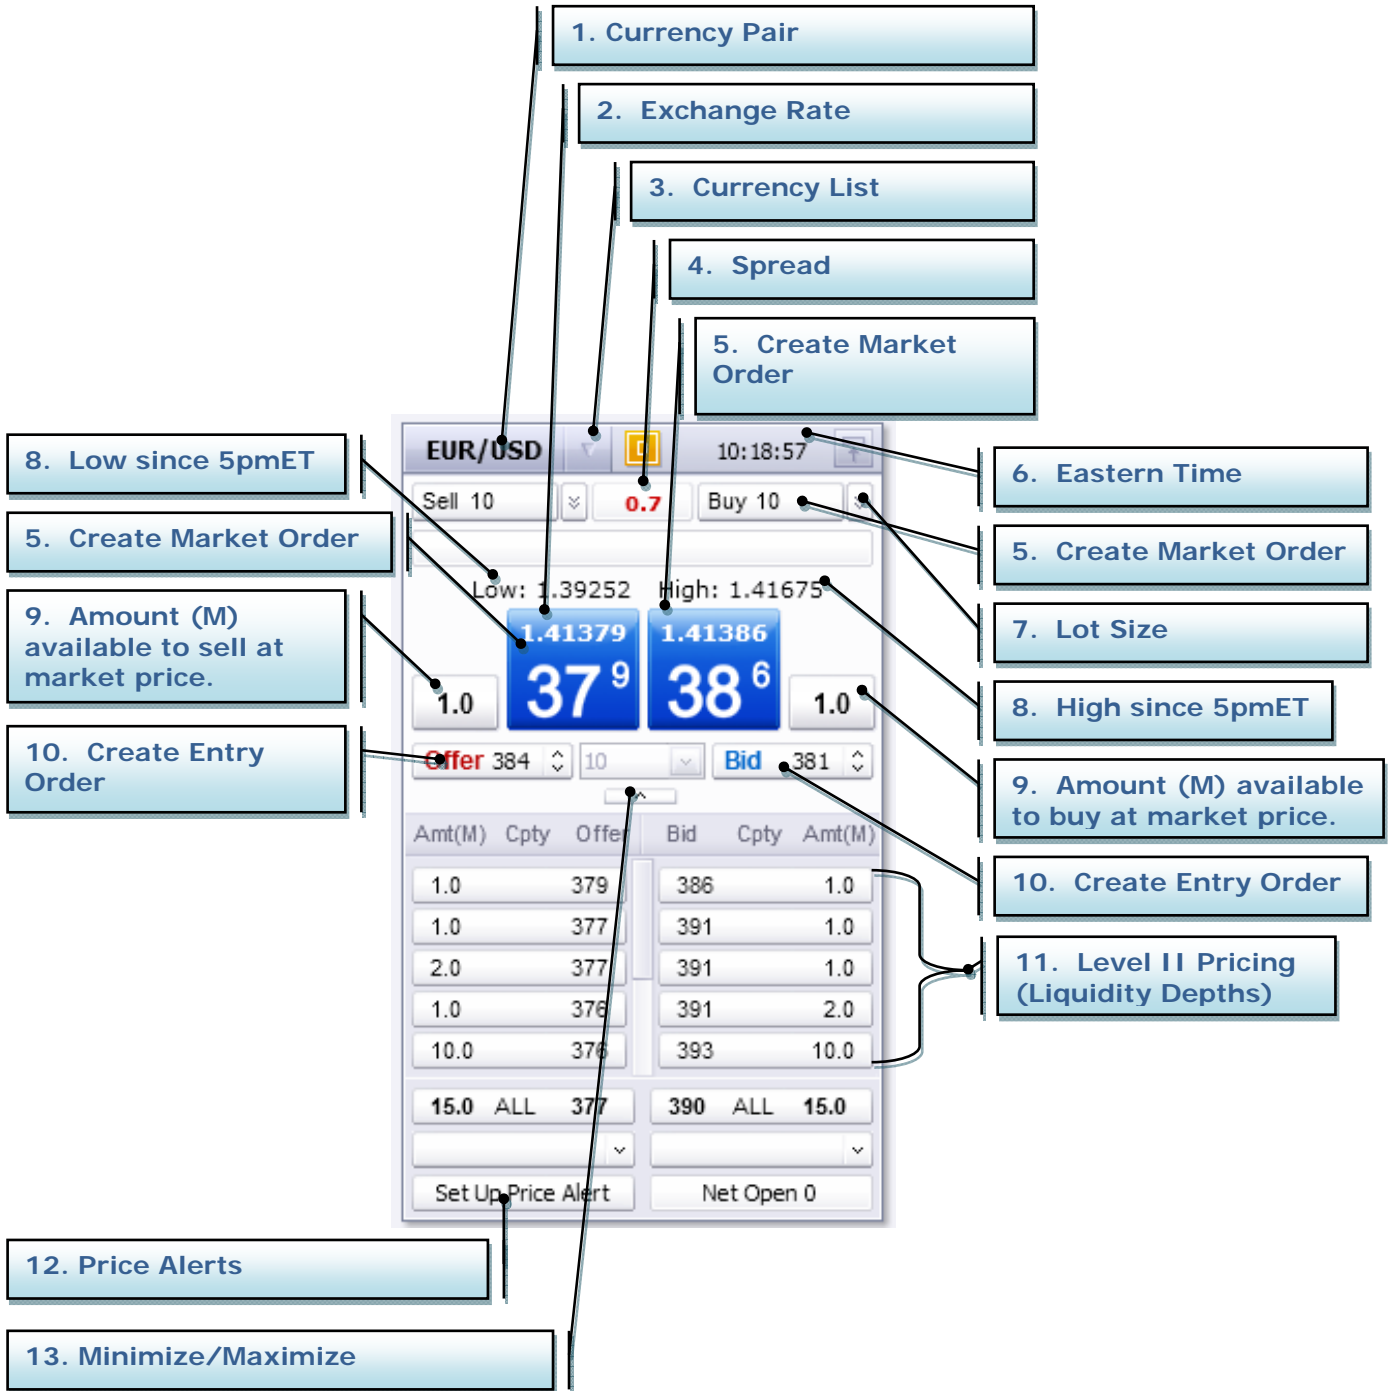 1. Currency Pair
2. Exchange Rate
3. Currency List
4. Spread
5. Create Market
Order
8. Low since 5pmET
5. Create Market Order
9. Amount (M)
available to sell at
market price.
10. Create Entry
Order
EUR/USD
10:18:57
Sell 10
0.7
Buy 10
Low: 1.39252 High: 1.41675
1.41379 1.41386
1.0 37 9 38 6 1.0
Offer 384 10 Bid 381
Amt(M) Cpty Offer Bid Cpty Amt(M)
1.0 379 386 1.0
1.0 377 391 1.0
2.0 377 391 1.0
1.0 376 391 2.0
10.0 376 393 10.0
15.0 ALL 377 390 ALL 15.0
Set Up Price Alert Net Open 0
6. Eastern Time
5. Create Market Order
7. Lot Size
8. High since 5pmET
9. Amount (M) available
to buy at market price.
10. Create Entry Order
11. Level II Pricing
(Liquidity Depths)
12. Price Alerts
13. Minimize/Maximize